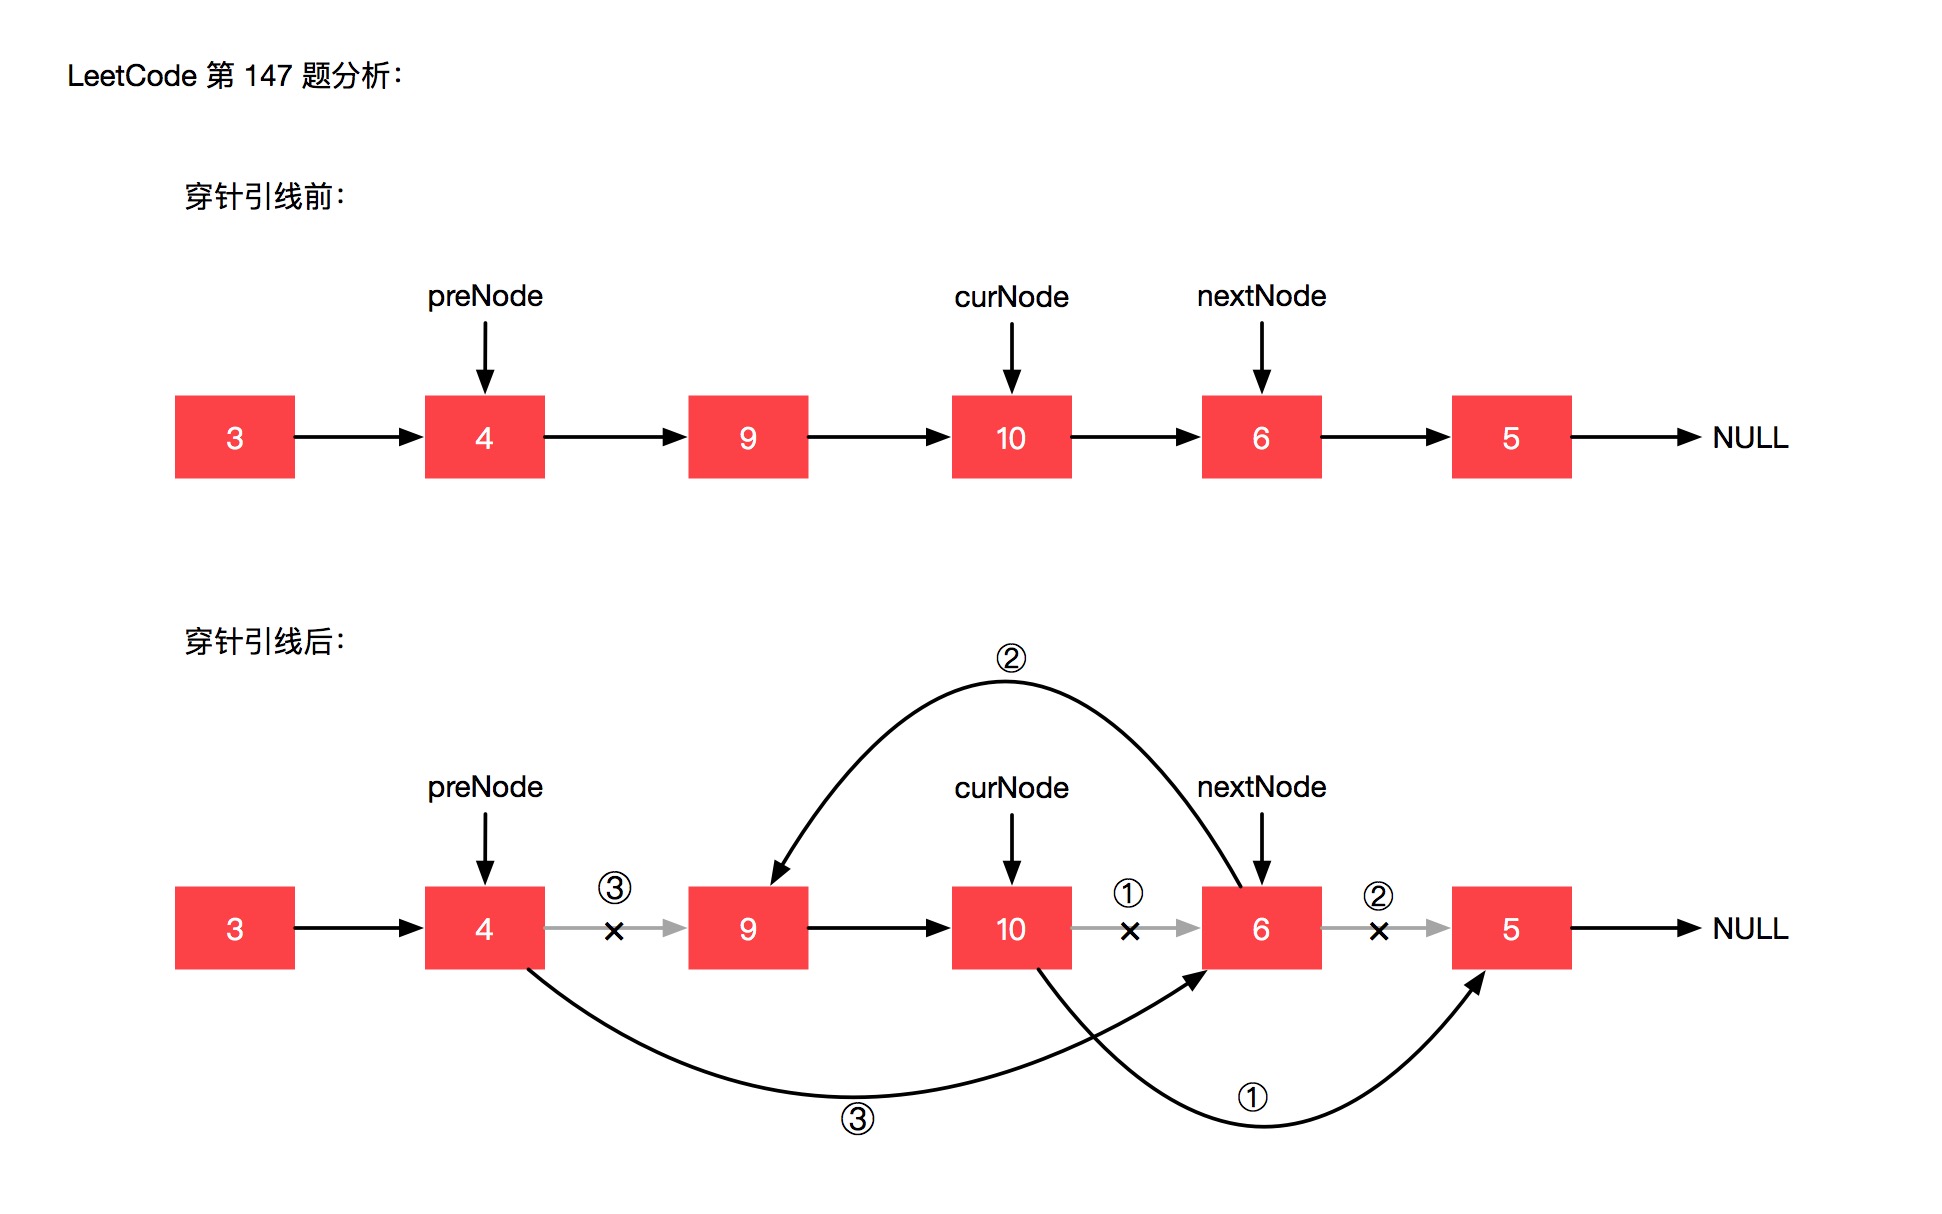 LeetCode 第 147 题分析：
穿针引线前：
preNode curNode nextNode
3 4 9 10 6 5 NULL
穿针引线后：
②
preNode curNode nextNode
③ ① ②
3 4 × 9 10 × 6 × 5 NULL
①
③